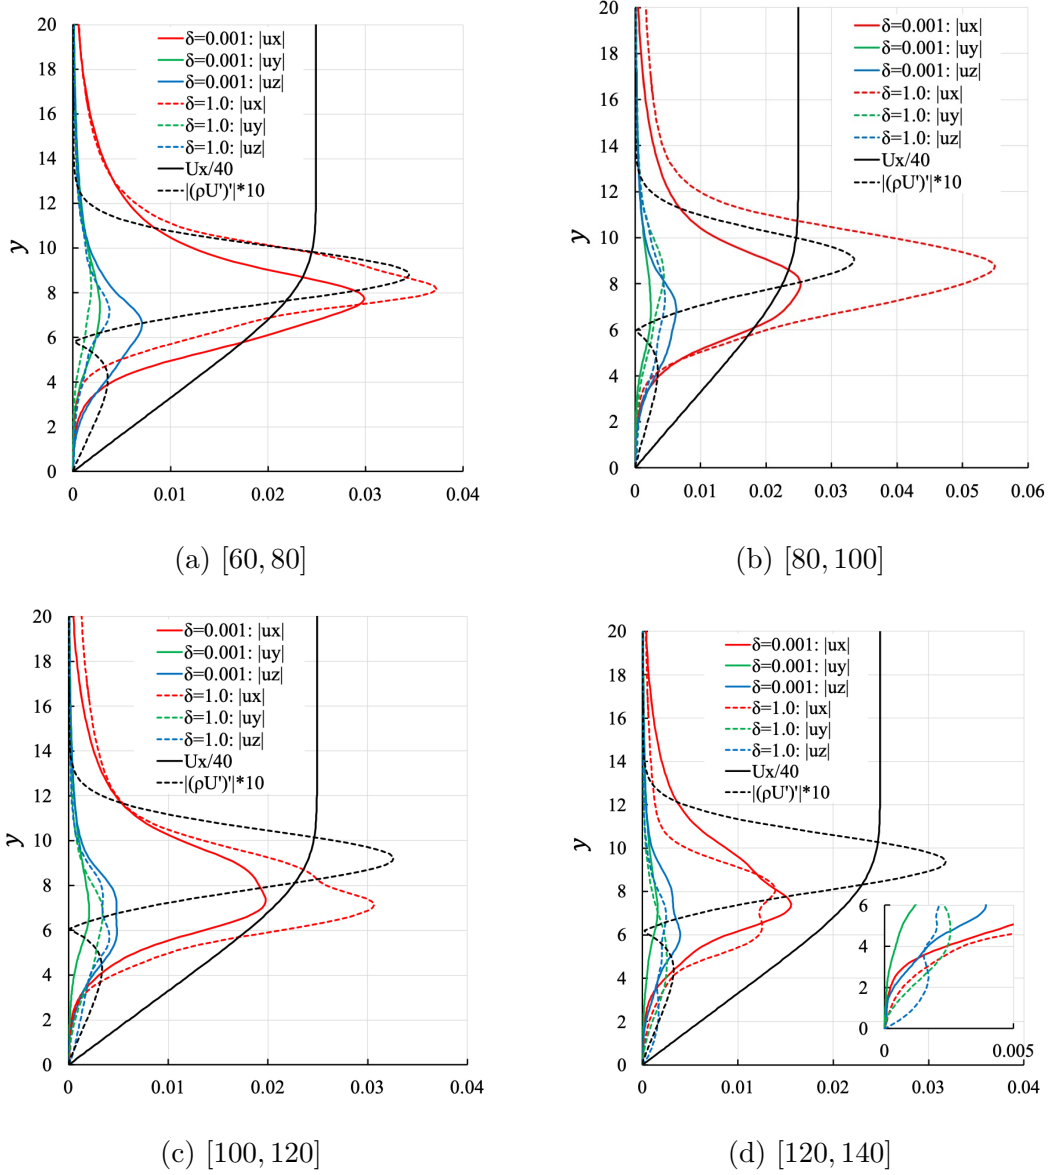 20
18
16
14
12
10
8
6
4
2
0
y
δ=0.001: |ux|
δ=0.001: |uy|
δ=0.001: |uz|
δ=1.0: |ux|
δ=1.0: |uy|
δ=1.0: |uz|
Ux/40
|(ρU')'|*10
0 0.01 0.02 0.03 0.04
(a) [60, 80]
20
18
16
14
12
10
8
6
4
2
0
y
δ=0.001: |ux|
δ=0.001: |uy|
δ=0.001: |uz|
δ=1.0: |ux|
δ=1.0: |uy|
δ=1.0: |uz|
Ux/40
|(ρU')'|*10
0 0.01 0.02 0.03 0.04 0.05 0.06
(b) [80, 100]
20
18
16
14
12
10
8
6
4
2
0
y
δ=0.001: |ux|
δ=0.001: |uy|
δ=0.001: |uz|
δ=1.0: |ux|
δ=1.0: |uy|
δ=1.0: |uz|
Ux/40
|(ρU')'|*10
0 0.01 0.02 0.03 0.04
(c) [100, 120]
20
18
16
14
12
10
8
6
4
2
0
y
δ=0.001: |ux|
δ=0.001: |uy|
δ=0.001: |uz|
δ=1.0: |ux|
δ=1.0: |uy|
δ=1.0: |uz|
Ux/40
|(ρU')'|*10
6
4
2
0
0 0.005
0 0.01 0.02 0.03 0.04
(d) [120, 140]